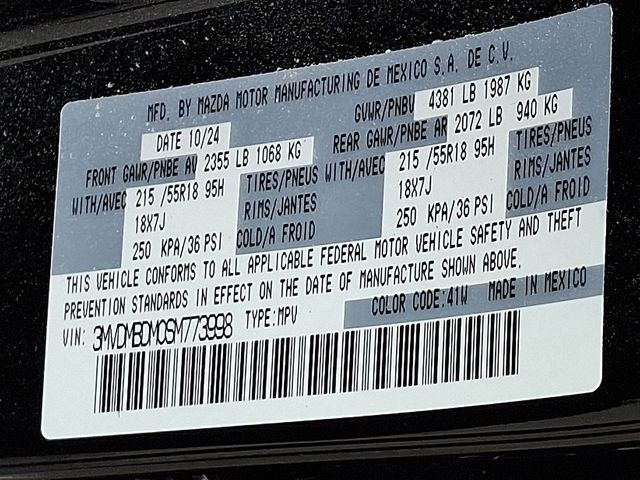 MFD. BY MAZDA MOTOR MANUFACTURING DE MEXICO S.A. DE C.V.
DATE 10/24 GVWR/PNBV 4381 LB 1987 KG
FRONT GAWR/PNBE AV 2355 LB 1068 KG REAR GAWR/PNBE AR 2072 LB 940 KG
WITH/AVEC 215 /55R18 95H TIRES/PNEUS WITH/AVEC 215 /55R18 95H TIRES/PNEUS
18X7J RIMS/JANTES 18X7J RIMS/JANTES
250 KPA/36 PSI COLD/A FROID 250 KPA/36 PSI COLD/A FROID
THIS VEHICLE CONFORMS TO ALL APPLICABLE FEDERAL MOTOR VEHICLE SAFETY AND THEFT
PREVENTION STANDARDS IN EFFECT ON THE DATE OF MANUFACTURE SHOWN ABOVE.
COLOR CODE:41W MADE IN MEXICO
VIN: 3MVDMBDM0SM773998 TYPE:MPV